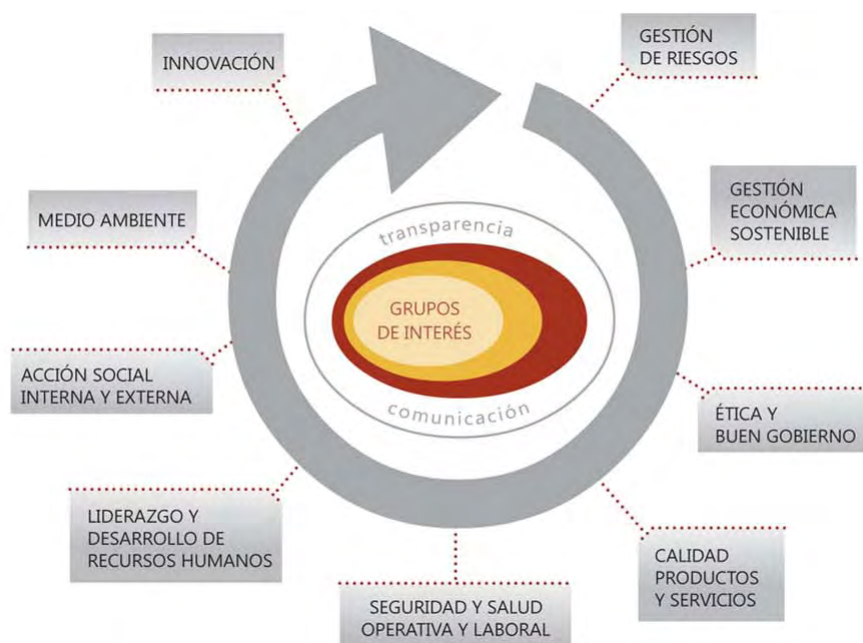 INNOVACIÓN
GESTIÓN
DE RIESGOS
MEDIO AMBIENTE
GESTIÓN
ECONÓMICA
SOSTENIBLE
transparencia
GRUPOS
DE INTERÉS
comunicación
ACCIÓN SOCIAL
INTERNA Y EXTERNA
ÉTICA Y
BUEN GOBIERNO
LIDERAZGO Y
DESARROLLO DE
RECURSOS HUMANOS
CALIDAD
PRODUCTOS
Y SERVICIOS
SEGURIDAD Y SALUD
OPERATIVA Y LABORAL